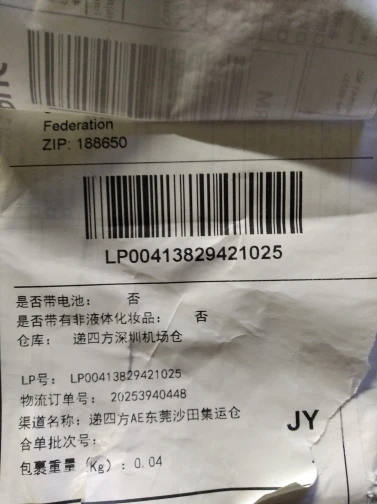 Federation
ZIP: 188650
LP00413829421025
是否带电池： 否
是否带有非液体化妆品： 否
仓库： 递四方深圳机场仓
LP号： LP00413829421025
物流订单号： 20253940448
渠道名称：递四方AE东莞沙田集运仓
JY
合单批次号：
包裹重量 (Kg)：0.04